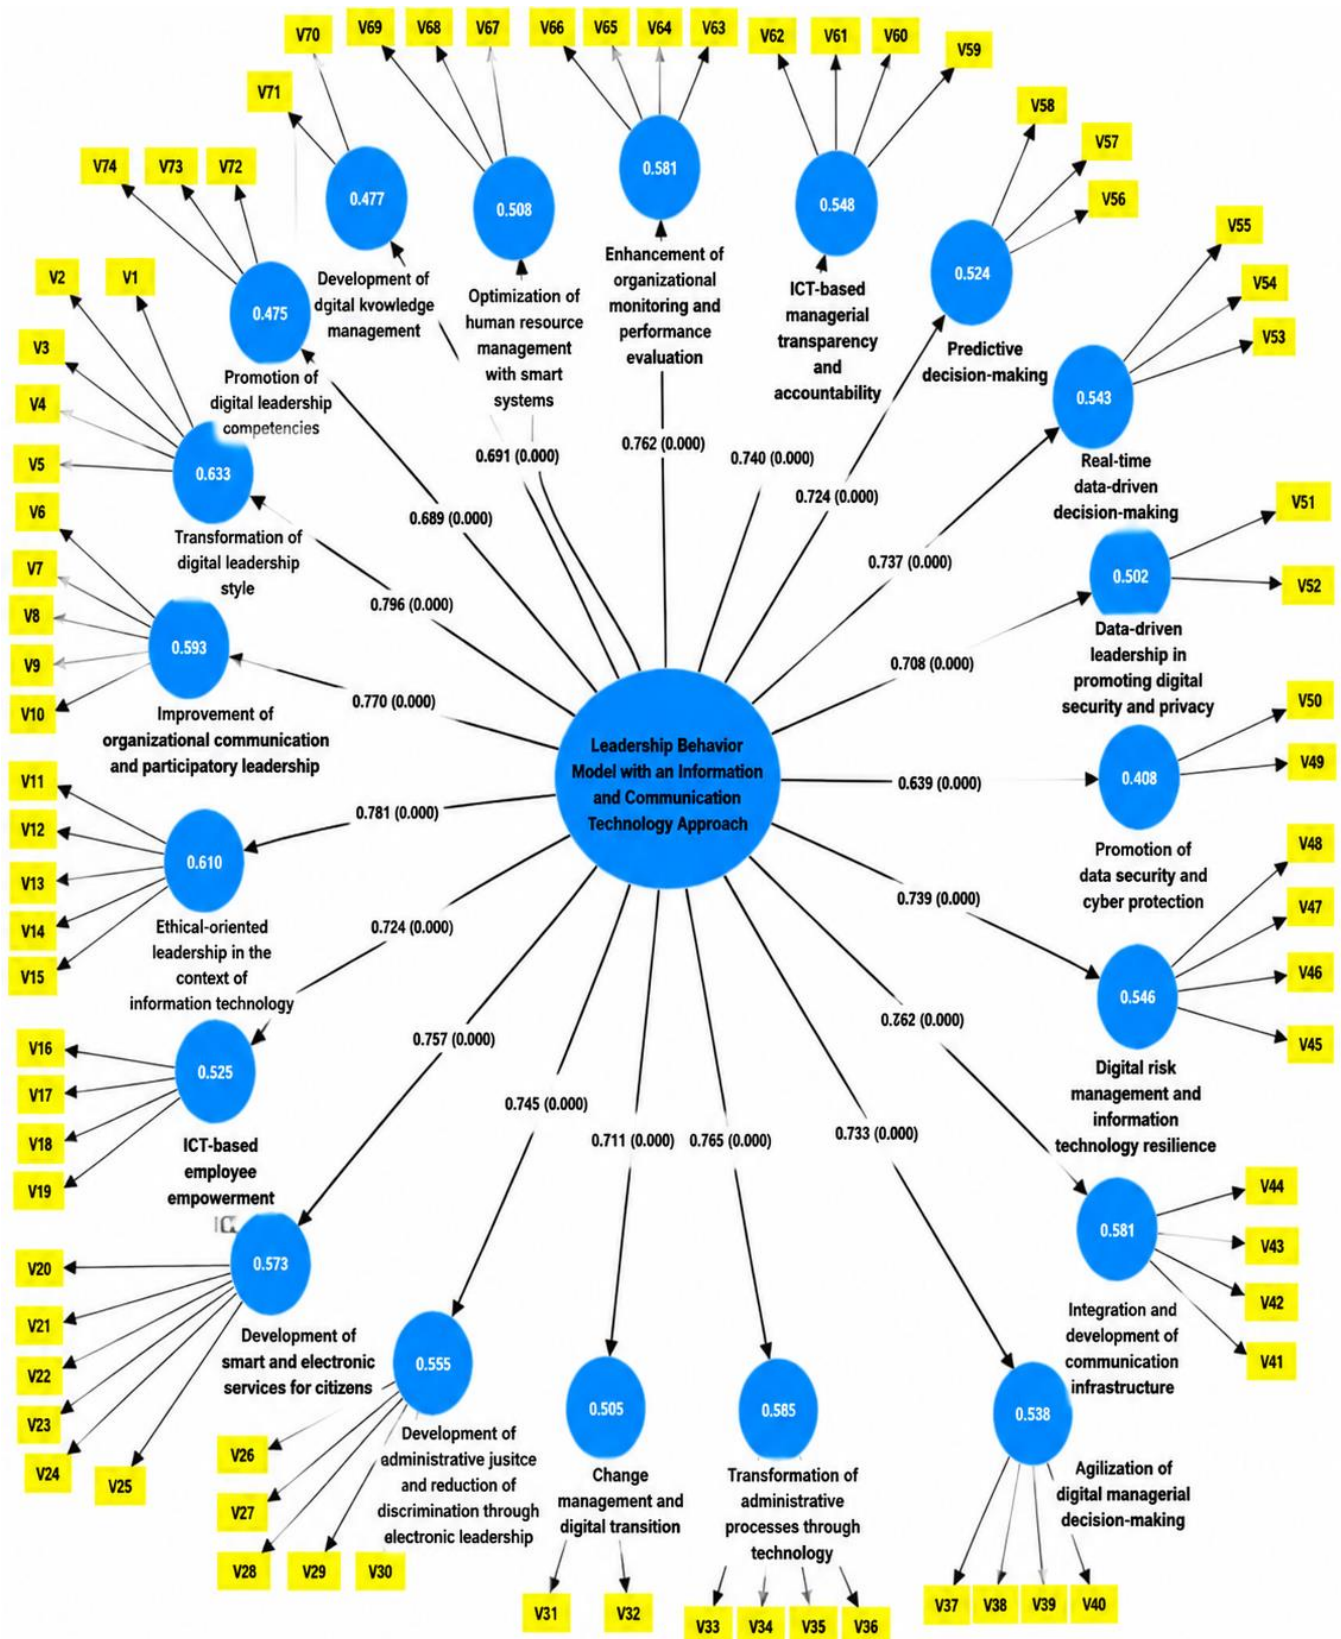 V70
V69
V68
V67
V66
V65
V64
V63
V62
V61
V60
V59
V71
V58
V57
V56
V74
V73
V72
V55
V54
V53
V2
V1
V3
V4
V5
V6
V7
V8
V9
V10
0.477
0.508
0.581
0.548
0.524
0.543
0.475
0.633
0.593
Development of
dgital kvowledge
management
Optimization of
human resource
management
with smart
systems
Enhancement of
organizational
monitoring and
performance
evaluation
ICT-based
managerial
transparency
and
accountability
Predictive
decision-making
Real-time
data-driven
decision-making
Promotion of
digital leadership
competencies
Transformation of
digital leadership
style
Improvement of
organizational communication
and participatory leadership
0.691 (0.000)
0.762 (0.000)
0.740 (0.000)
0.724 (0.000)
0.689 (0.000)
0.737 (0.000)
0.796 (0.000)
0.708 (0.000)
0.770 (0.000)
V51
V52
0.502
Data-driven
leadership in
promoting digital
security and privacy
Leadership Behavior
Model with an Information
and Communication
Technology Approach
0.639 (0.000)
0.408
V50
V49
Promotion of
data security and
cyber protection
0.781 (0.000)
0.610
V11
V12
V13
V14
V15
Ethical-oriented
leadership in the
context of
information technology
0.739 (0.000)
0.546
V48
V47
V46
V45
Digital risk
management and
information
technology resilience
0.724 (0.000)
0.525
V16
V17
V18
V19
ICT-based
employee
empowerment
0.757 (0.000)
0.745 (0.000)
0.711 (0.000)
0.765 (0.000)
0.733 (0.000)
0.762 (0.000)
0.581
V44
V43
V42
V41
Integration and
development of
communication
infrastructure
0.573
V20
V21
V22
V23
V24
V25
Development of
smart and electronic
services for citizens
0.555
V26
V27
V28
V29
V30
Development of
administrative jusitce
and reduction of
discrimination through
electronic leadership
0.505
Change
management and
digital transition
V31
V32
0.585
Transformation of
administrative
processes through
technology
V33
V34
V35
V36
0.538
Agilization of
digital managerial
decision-making
V37
V38
V39
V40